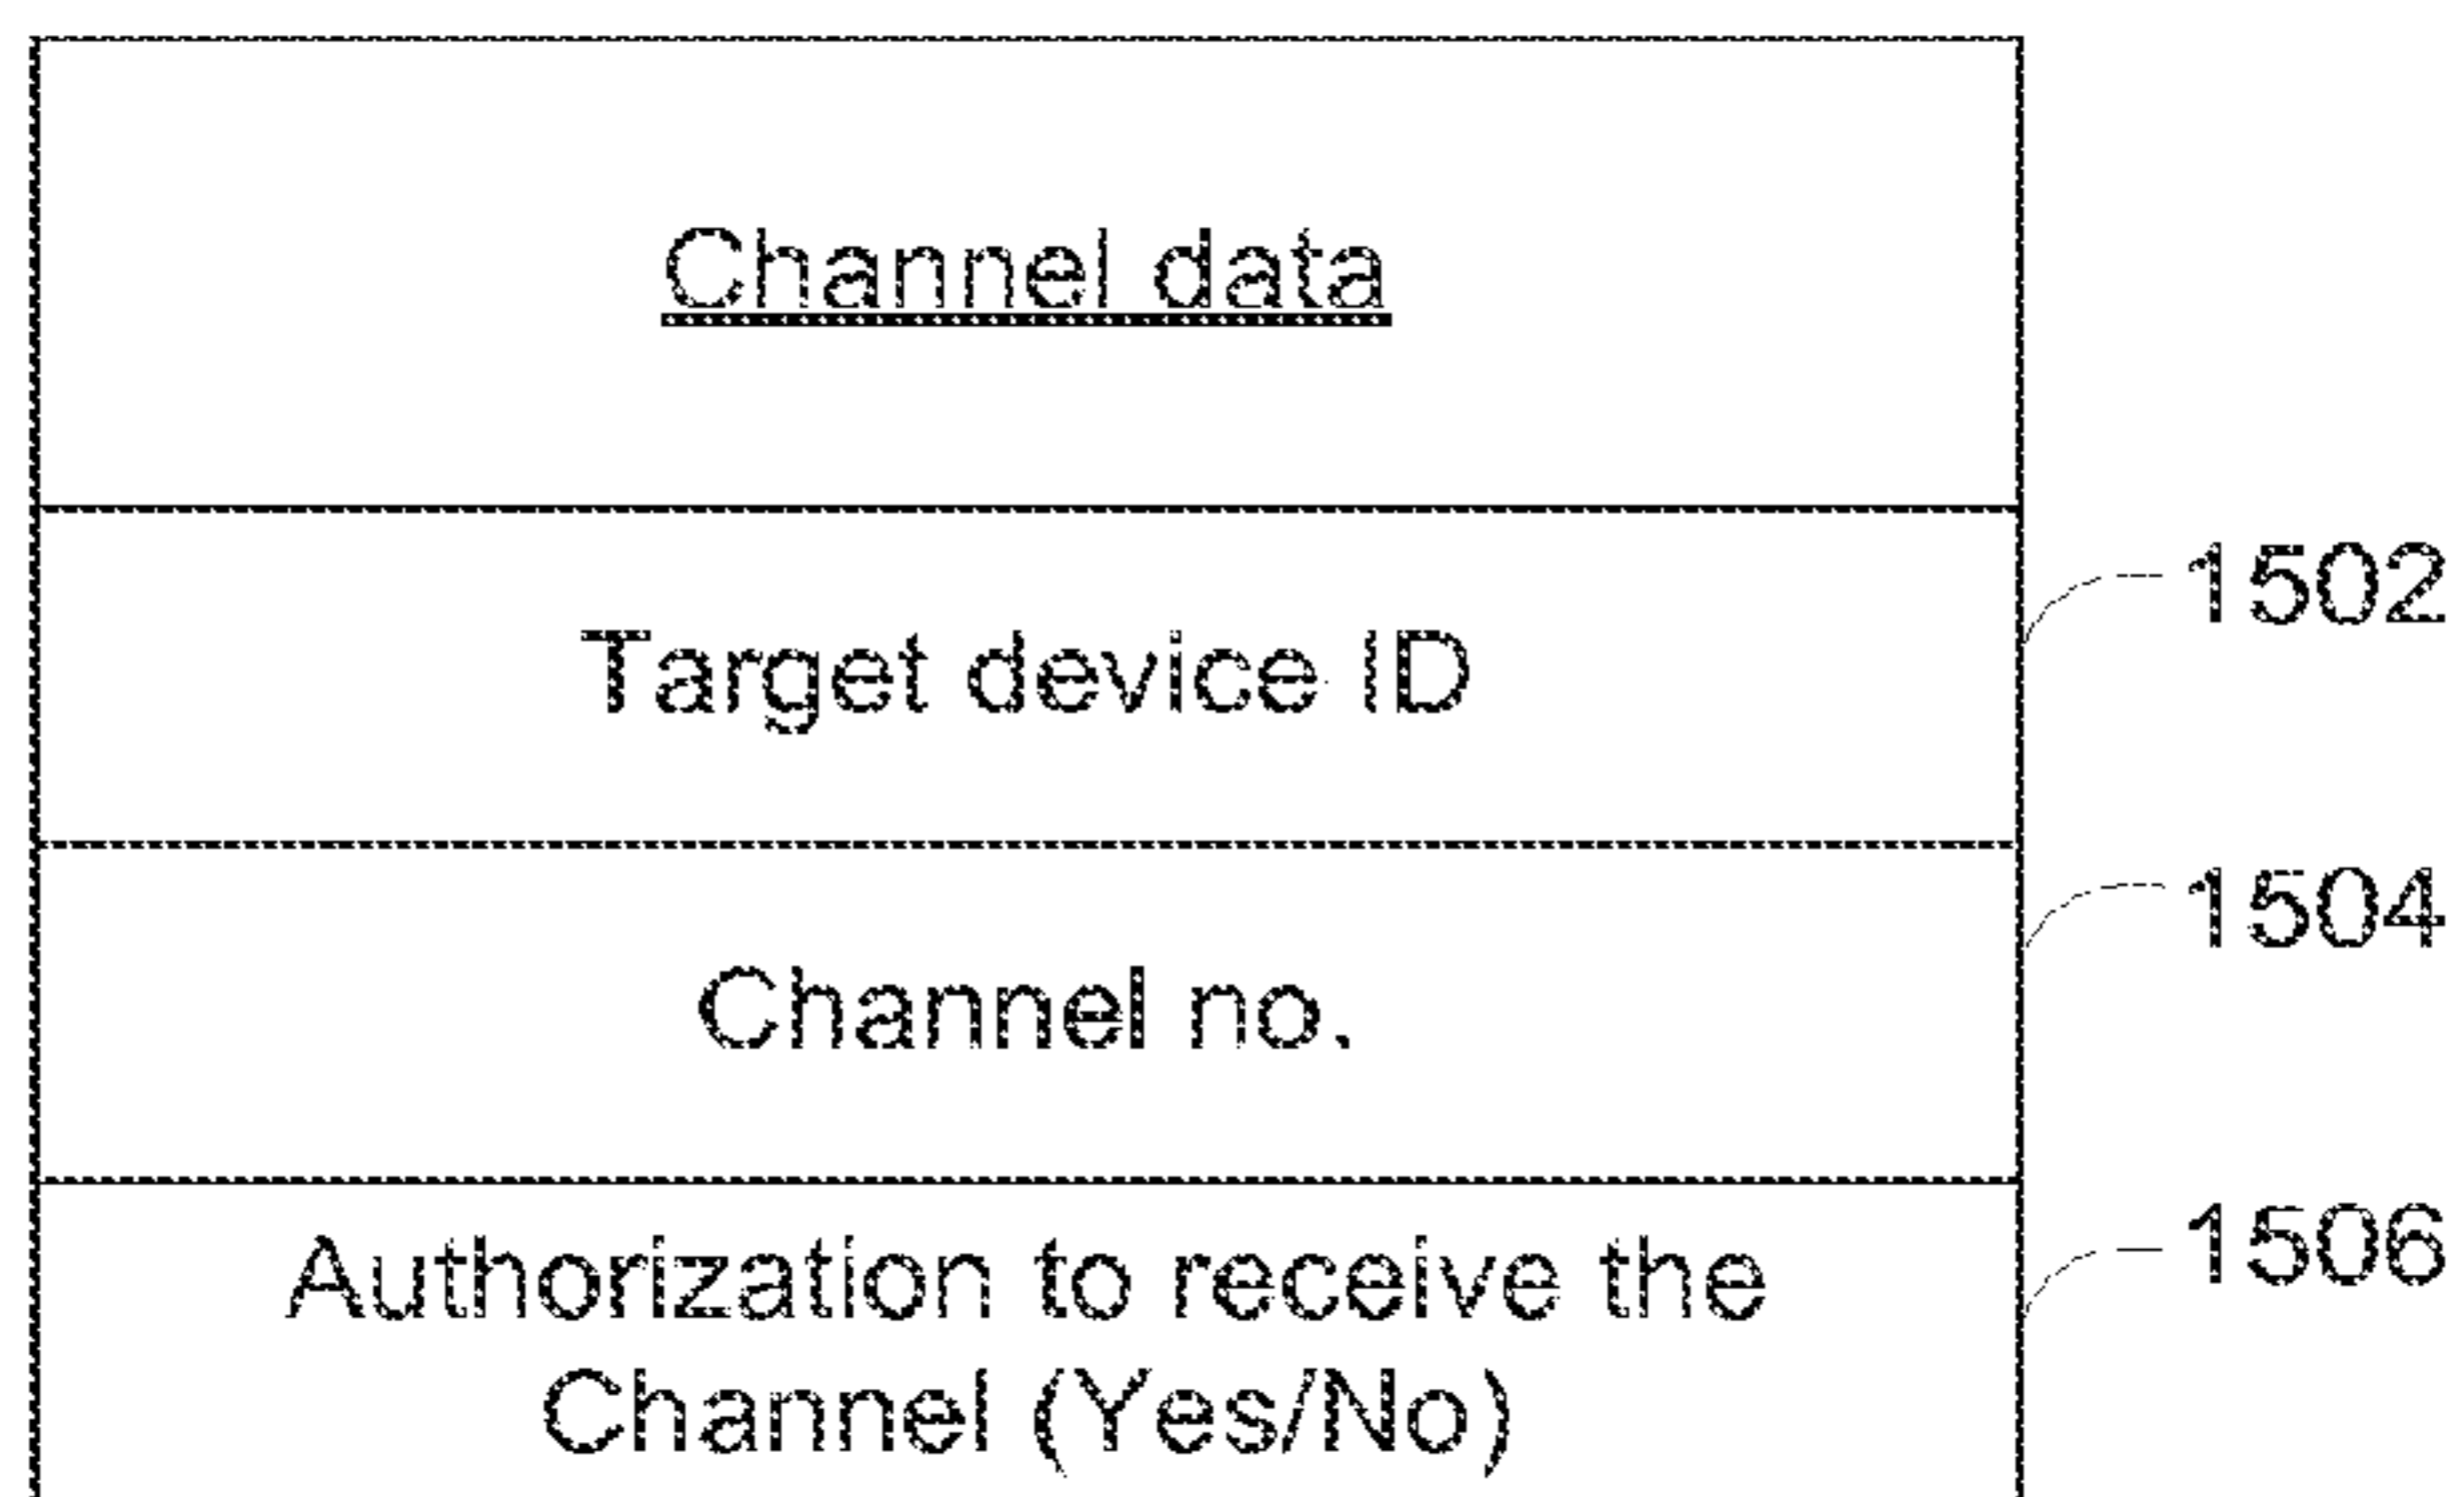 Channel data
1502
Target device ID
1504
Channel no.
1506
Authorization to receive the
Channel (Yes/No)